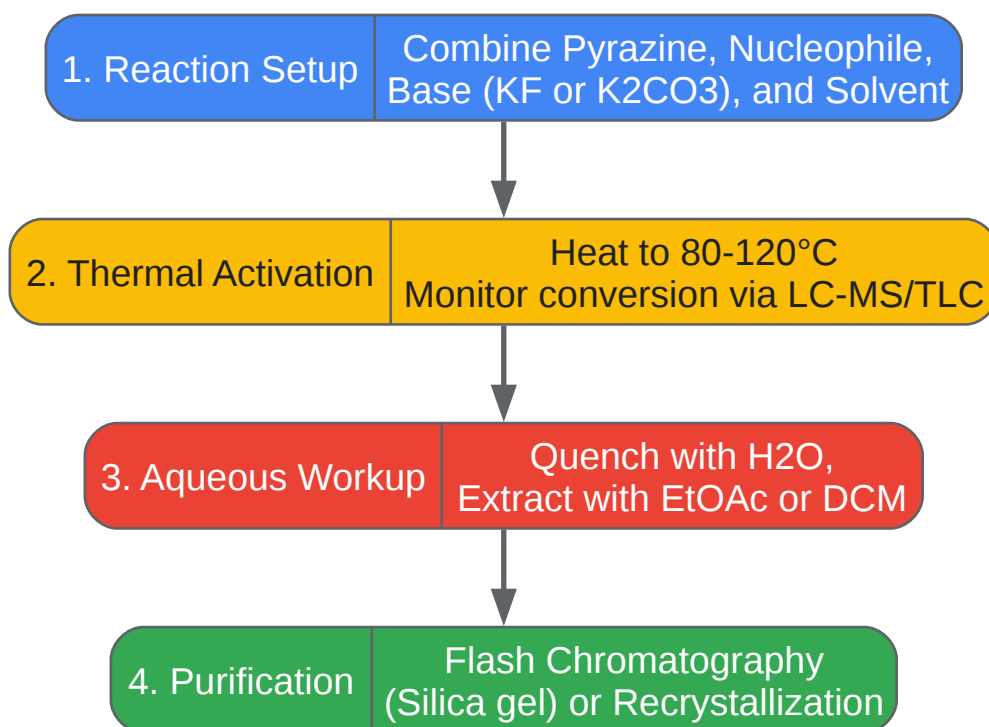 1. Reaction Setup
Combine Pyrazine, Nucleophile,
Base (KF or K2CO3), and Solvent
2. Thermal Activation
Heat to 80-120°C
Monitor conversion via LC-MS/TLC
3. Aqueous Workup
Quench with H2O,
Extract with EtOAc or DCM
4. Purification
Flash Chromatography
(Silica gel) or Recrystallization